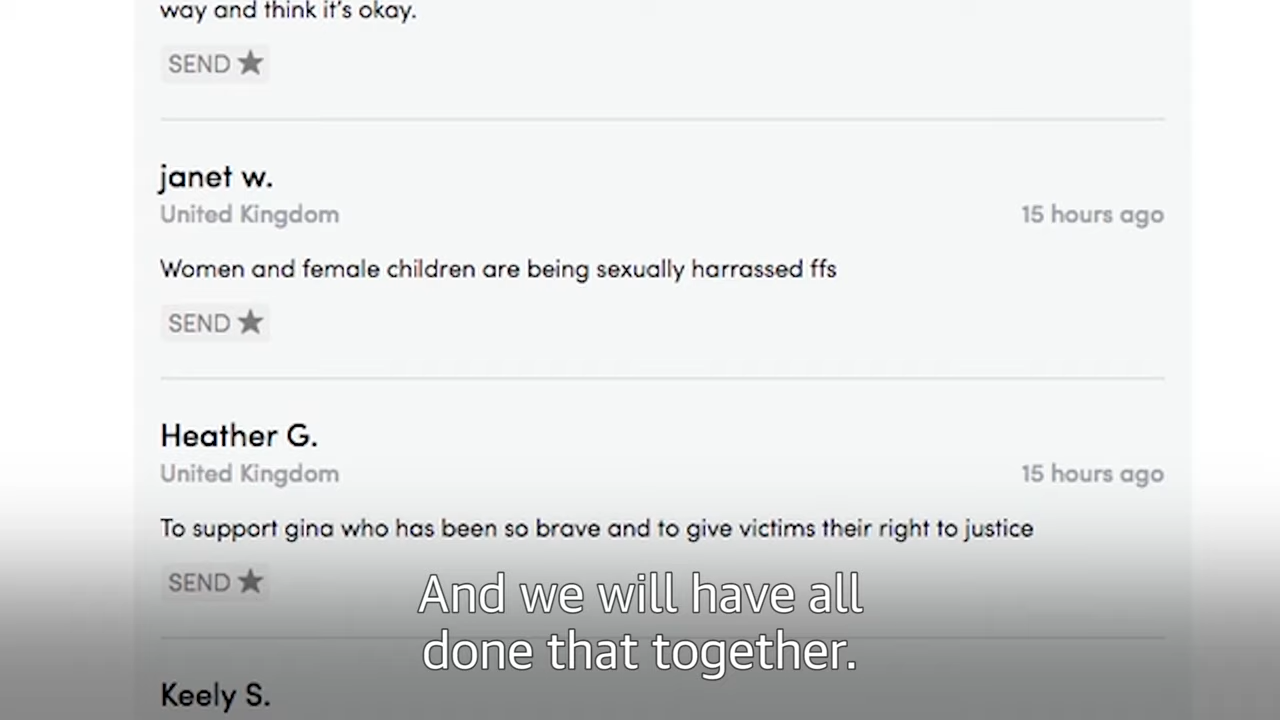 way and think it's okay.
SEND
janet w.
United Kingdom
15 hours ago
Women and female children are being sexually harrassed ffs
SEND
Heather G.
United Kingdom
15 hours ago
To support gina who has been so brave and to give victims their right to justice
SEND
And we will have all
done that together.
Keely S.